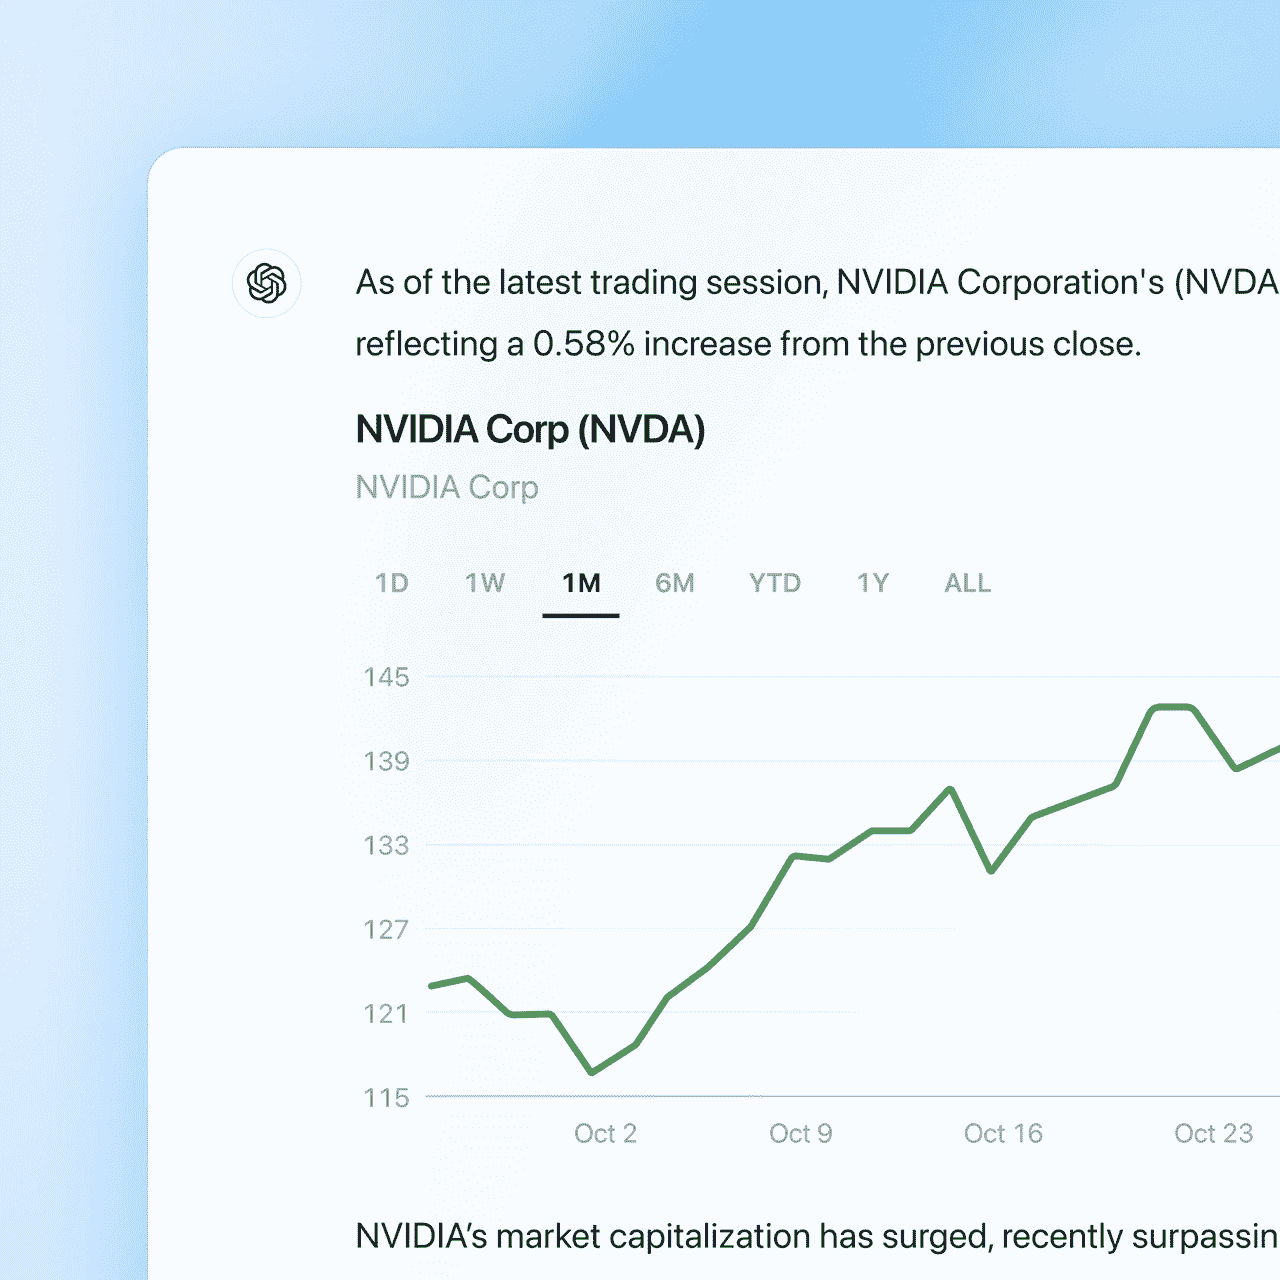 As of the latest trading session, NVIDIA Corporation's (NVDA
reflecting a 0.58% increase from the previous close.
NVIDIA Corp (NVDA)
NVIDIA Corp
1D 1W 1M 6M YTD 1Y ALL
145
139
133
127
121
115
Oct 2 Oct 9 Oct 16 Oct 23
NVIDIA’s market capitalization has surged, recently surpassin